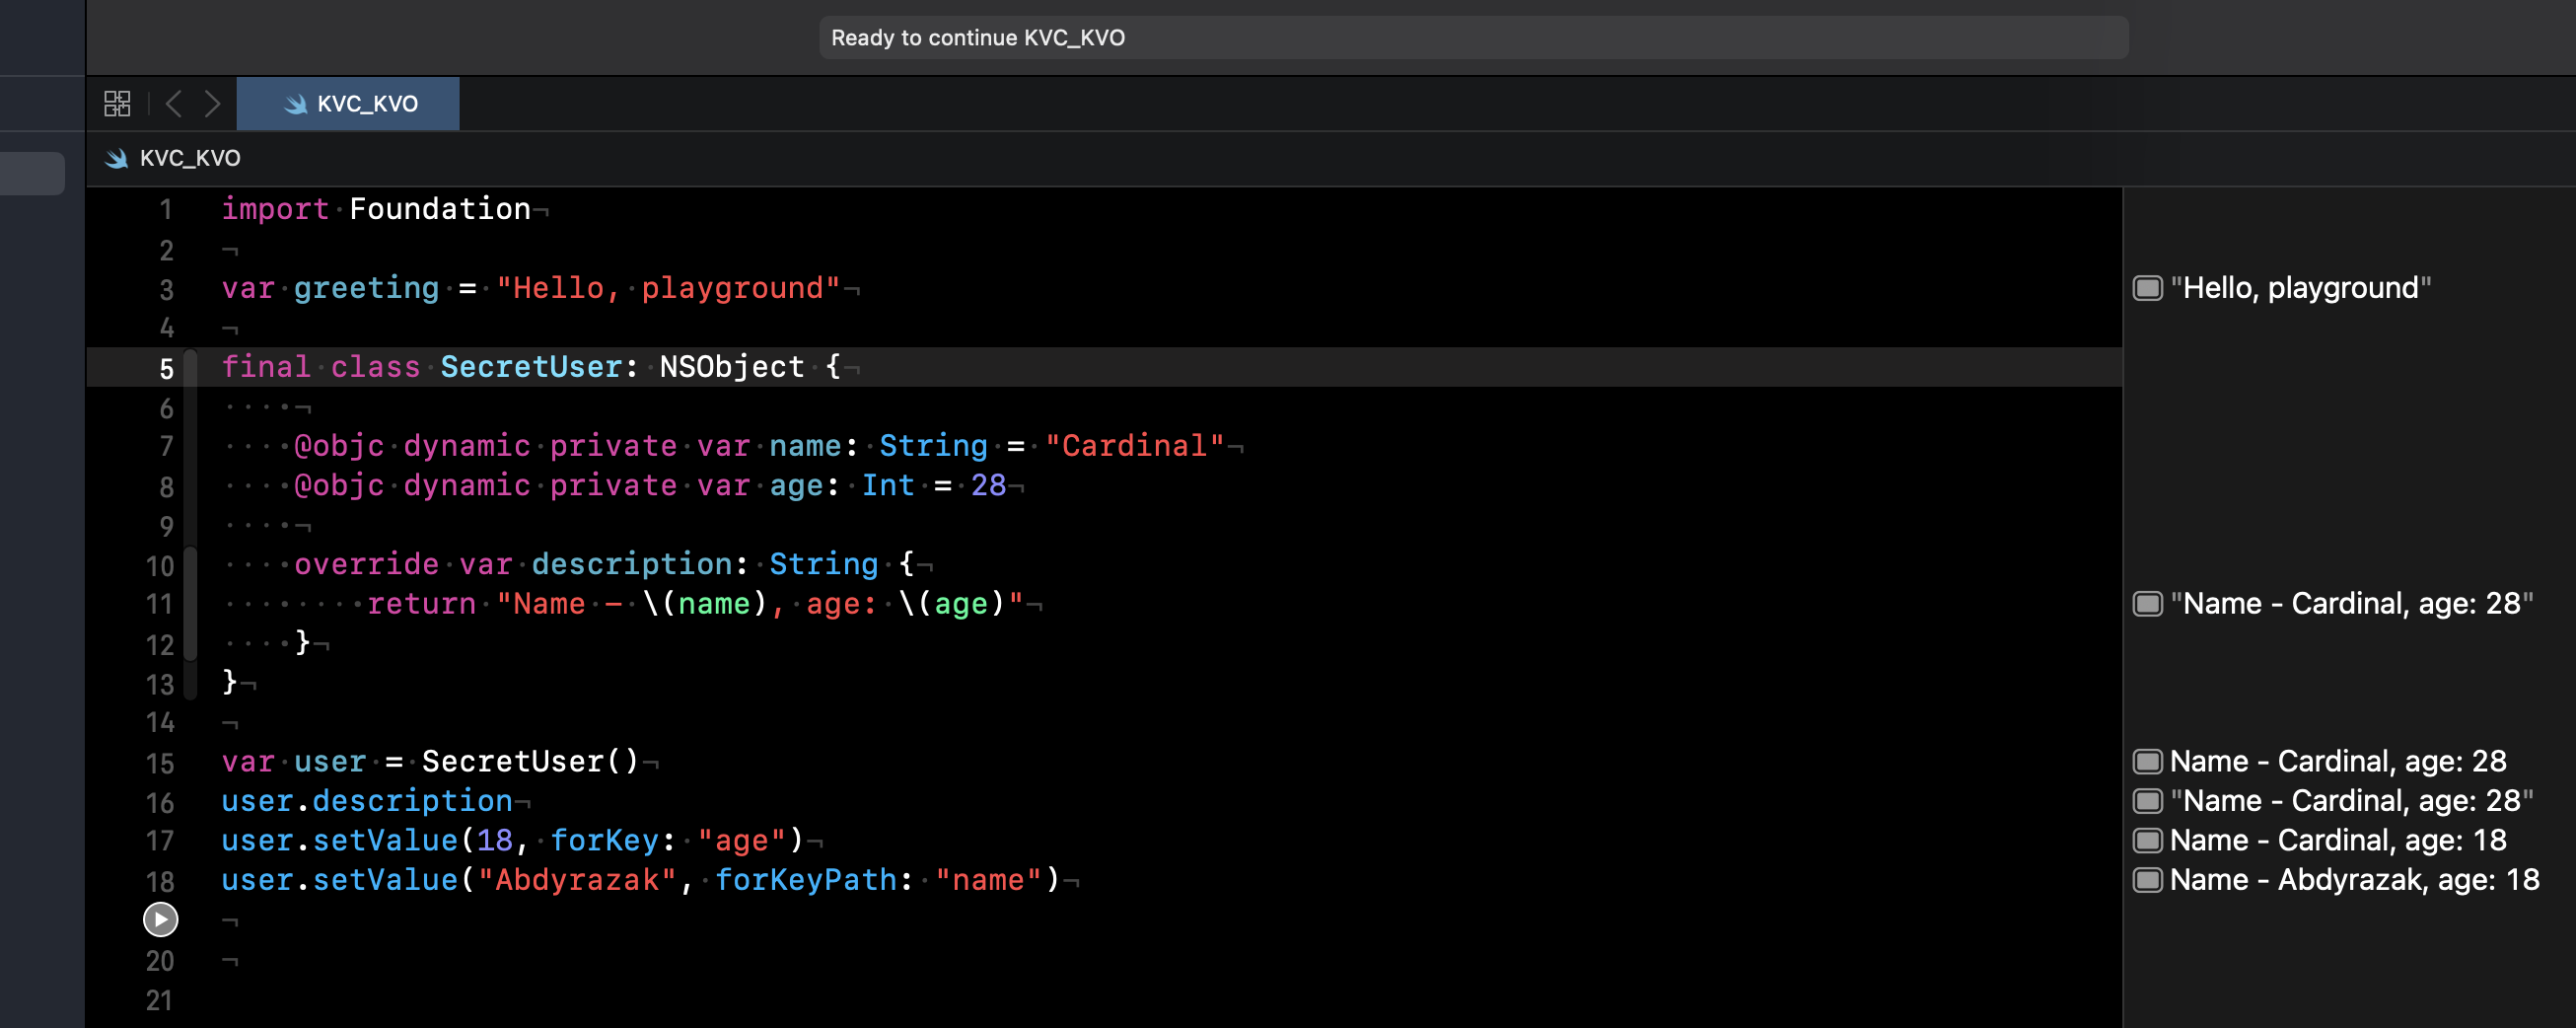 Ready to continue KVC_KVO
KVC_KVO
KVC_KVO
1 import Foundation
2
3 var greeting = "Hello, playground" "Hello, playground"
4
5 final class SecretUser: NSObject {
6
7 @objc dynamic private var name: String = "Cardinal"
8 @objc dynamic private var age: Int = 28
9
10 override var description: String {
11 return "Name - \(name), age: \(age)" "Name - Cardinal, age: 28"
12 }
13 }
14
15 var user = SecretUser() Name - Cardinal, age: 28
16 user.description "Name - Cardinal, age: 28"
17 user.setValue(18, forKey: "age") Name - Cardinal, age: 18
18 user.setValue("Abdyrazak", forKeyPath: "name") Name - Abdyrazak, age: 18
20
21